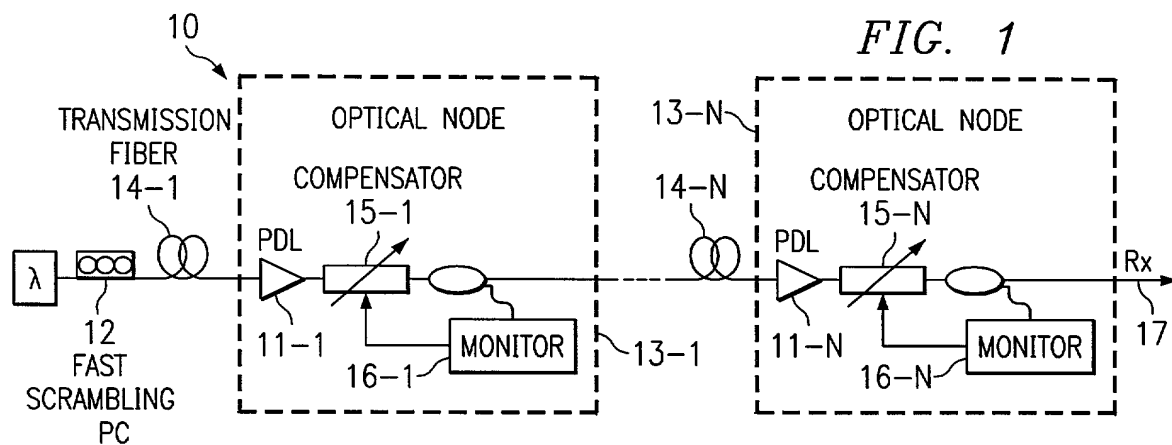 FIG. 1
10
TRANSMISSION
FIBER
14-1
λ
12
FAST
SCRAMBLING
PC
OPTICAL NODE
COMPENSATOR
15-1
PDL
11-1
MONITOR
16-1
13-1
14-N
13-N
OPTICAL NODE
COMPENSATOR
15-N
PDL
11-N
MONITOR
16-N
Rx
17